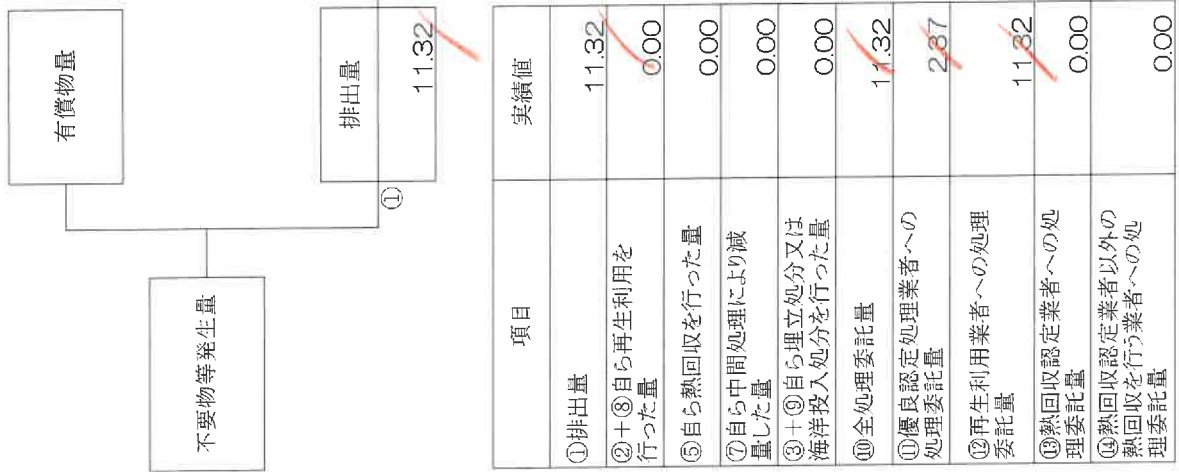 有償物量
不要物等発生量
①
排出量
11.32
項目
実績値
①排出量
11.32
②+⑧自ら再生利用を
行った量
0.00
⑤自ら熱回収を行った量
0.00
⑦自ら中間処理により減
量した量
0.00
③+⑨自ら埋立処分又は
海洋投入処分を行った量
0.00
⑩全処理委託量
11.32
⑪優良認定処理業者への
処理委託量
2.87
⑫再生利用業者への処理
委託量
11.32
⑬熱回収認定業者への処
理委託量
0.00
⑭熱回収認定業者以外の
熱回収を行う業者への処
理委託量
0.00